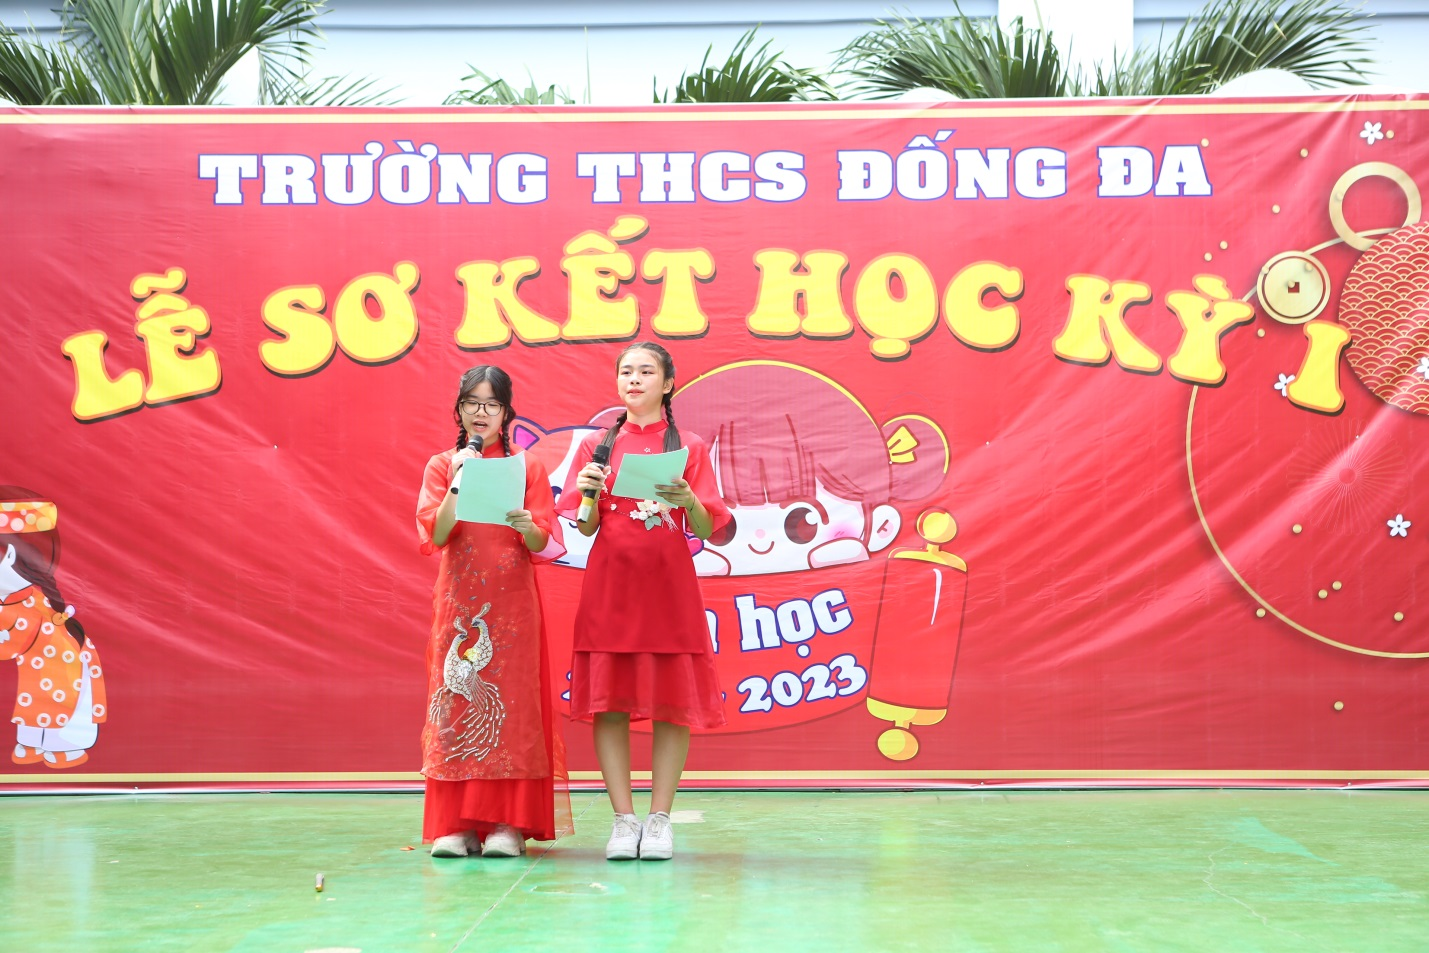 TRƯỜNG THCS ĐỐNG ĐA
LỄ SƠ KẾT HỌC KỲ I
học
2023